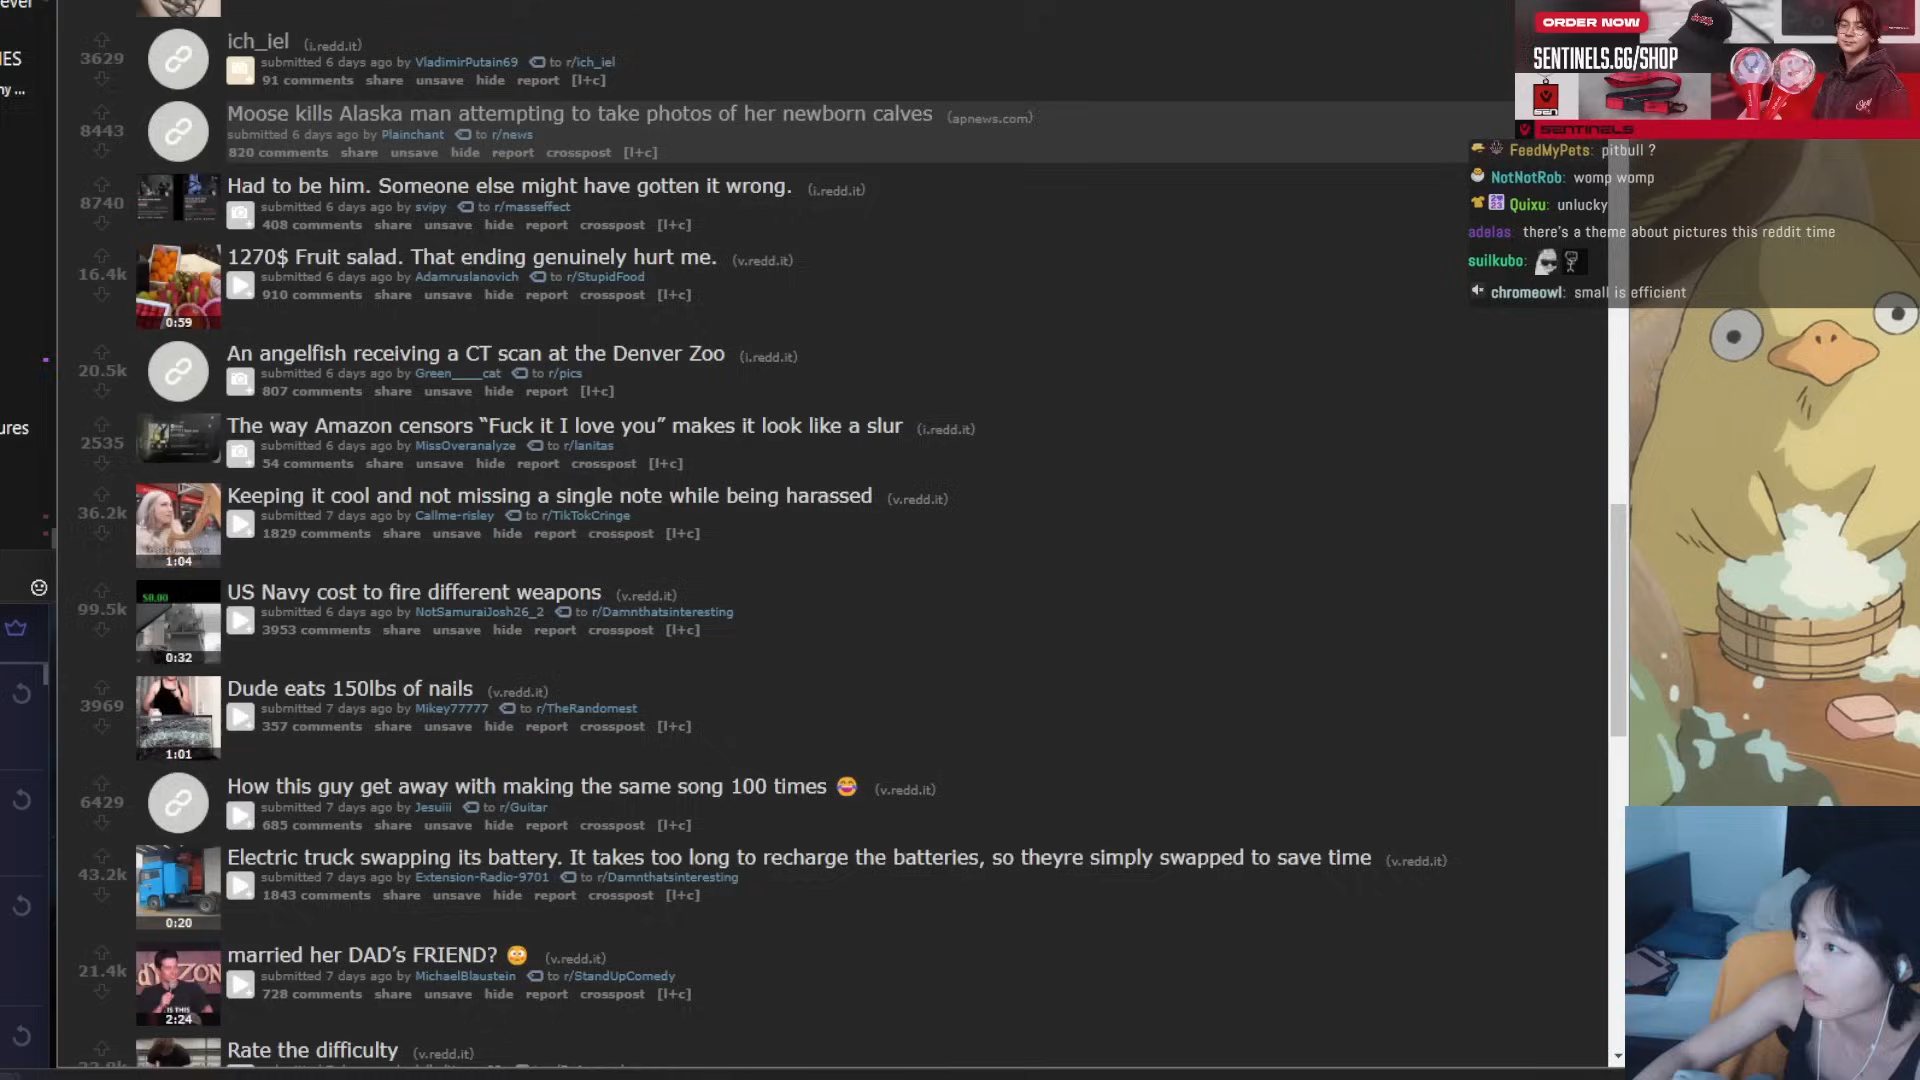 ever
ES
ny ...
ures
ich_iel (i.redd.it)
3629
submitted 6 days ago by VladimirPutain69 to r/ich_iel
91 comments share unsave hide report [l+c]
Moose kills Alaska man attempting to take photos of her newborn calves (apnews.com)
8443
submitted 6 days ago by Plainchant to r/news
820 comments share unsave hide report crosspost [l+c]
Had to be him. Someone else might have gotten it wrong. (i.redd.it)
8740
submitted 6 days ago by svipy to r/masseffect
408 comments share unsave hide report crosspost [l+c]
1270$ Fruit salad. That ending genuinely hurt me. (v.redd.it)
16.4k
submitted 6 days ago by Adamruslanovich to r/StupidFood
910 comments share unsave hide report crosspost [l+c]
0:59
An angelfish receiving a CT scan at the Denver Zoo (i.redd.it)
20.5k
submitted 6 days ago by Green____cat to r/pics
807 comments share unsave hide report [l+c]
The way Amazon censors “Fuck it I love you” makes it look like a slur (i.redd.it)
2535
submitted 6 days ago by MissOveranalyze to r/lanitas
54 comments share unsave hide report crosspost [l+c]
Keeping it cool and not missing a single note while being harassed (v.redd.it)
36.2k
submitted 7 days ago by Callme-risley to r/TikTokCringe
1829 comments share unsave hide report crosspost [l+c]
1:04
US Navy cost to fire different weapons (v.redd.it)
$0.00
99.5k
submitted 6 days ago by NotSamuraiJosh26_2 to r/Damnthatsinteresting
3953 comments share unsave hide report crosspost [l+c]
0:32
Dude eats 150lbs of nails (v.redd.it)
3969
submitted 7 days ago by Mikey77777 to r/TheRandomest
357 comments share unsave hide report crosspost [l+c]
1:01
How this guy get away with making the same song 100 times 😂 (v.redd.it)
6429
submitted 7 days ago by Jesuiii to r/Guitar
685 comments share unsave hide report crosspost [l+c]
Electric truck swapping its battery. It takes too long to recharge the batteries, so theyre simply swapped to save time (v.redd.it)
43.2k
submitted 7 days ago by Extension-Radio-9701 to r/Damnthatsinteresting
1843 comments share unsave hide report crosspost [l+c]
0:20
married her DAD’S FRIEND? 😳 (v.redd.it)
21.4k
submitted 7 days ago by MichaelBlaustein to r/StandUpComedy
728 comments share unsave hide report crosspost [l+c]
IS THIS
2:24
Rate the difficulty (v.redd.it)
ORDER NOW
SENTINELS.GG/SHOP
SENTINELS
FeedMyPets: pitbull ?
NotNotRob: womp womp
Quixu: unlucky
adelas: there's a theme about pictures this reddit time
suilkubo:
chromeowl: small is efficient